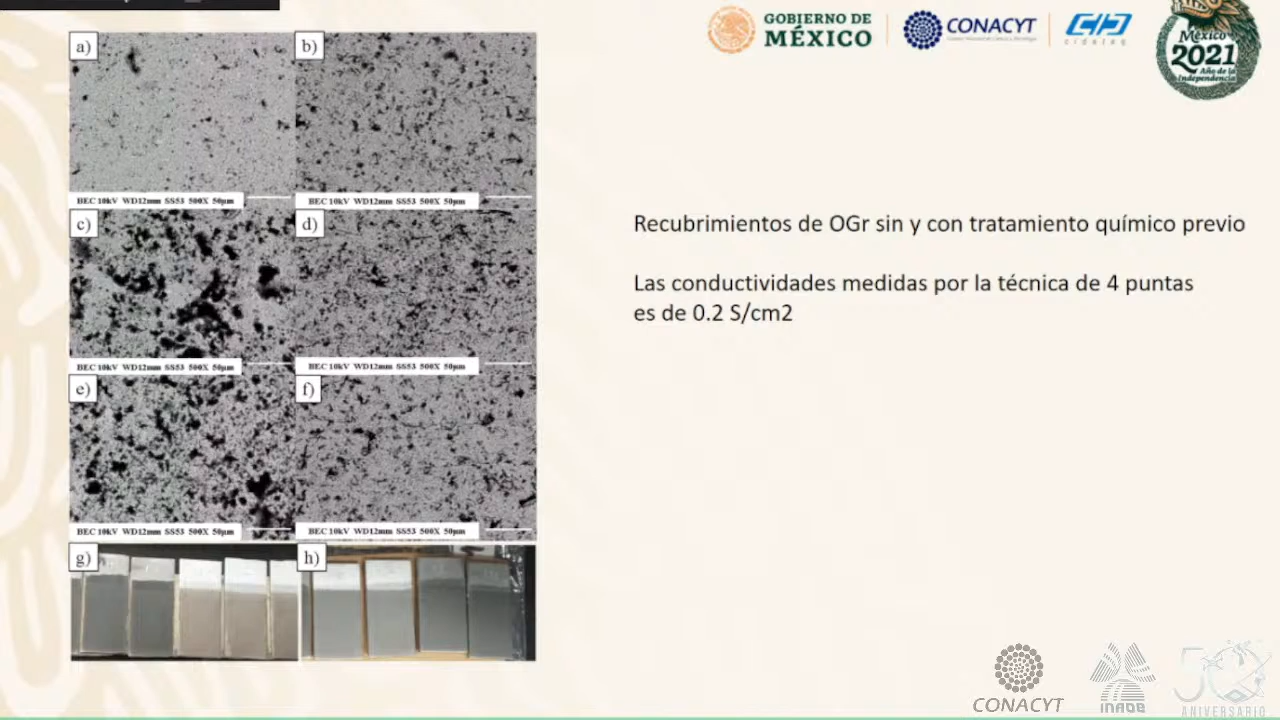 a)
b)
BEC 10kV WD12mm SS53 500X 50µm
BEC 10kV WD12mm SS53 500X 50µm
c)
d)
BEC 10kV WD12mm SS53 500X 50µm
BEC 10kV WD12mm SS53 500X 50µm
e)
f)
BEC 10kV WD12mm SS53 500X 50µm
BEC 10kV WD12mm SS53 500X 50µm
g)
h)
GOBIERNO DE
MÉXICO
CONACYT
cideteq
México
2021
Año de la
Independencia
Recubrimientos de OGr sin y con tratamiento químico previo
Las conductividades medidas por la técnica de 4 puntas
es de 0.2 S/cm2
CONACYT
INAOE
50
ANIVERSARIO